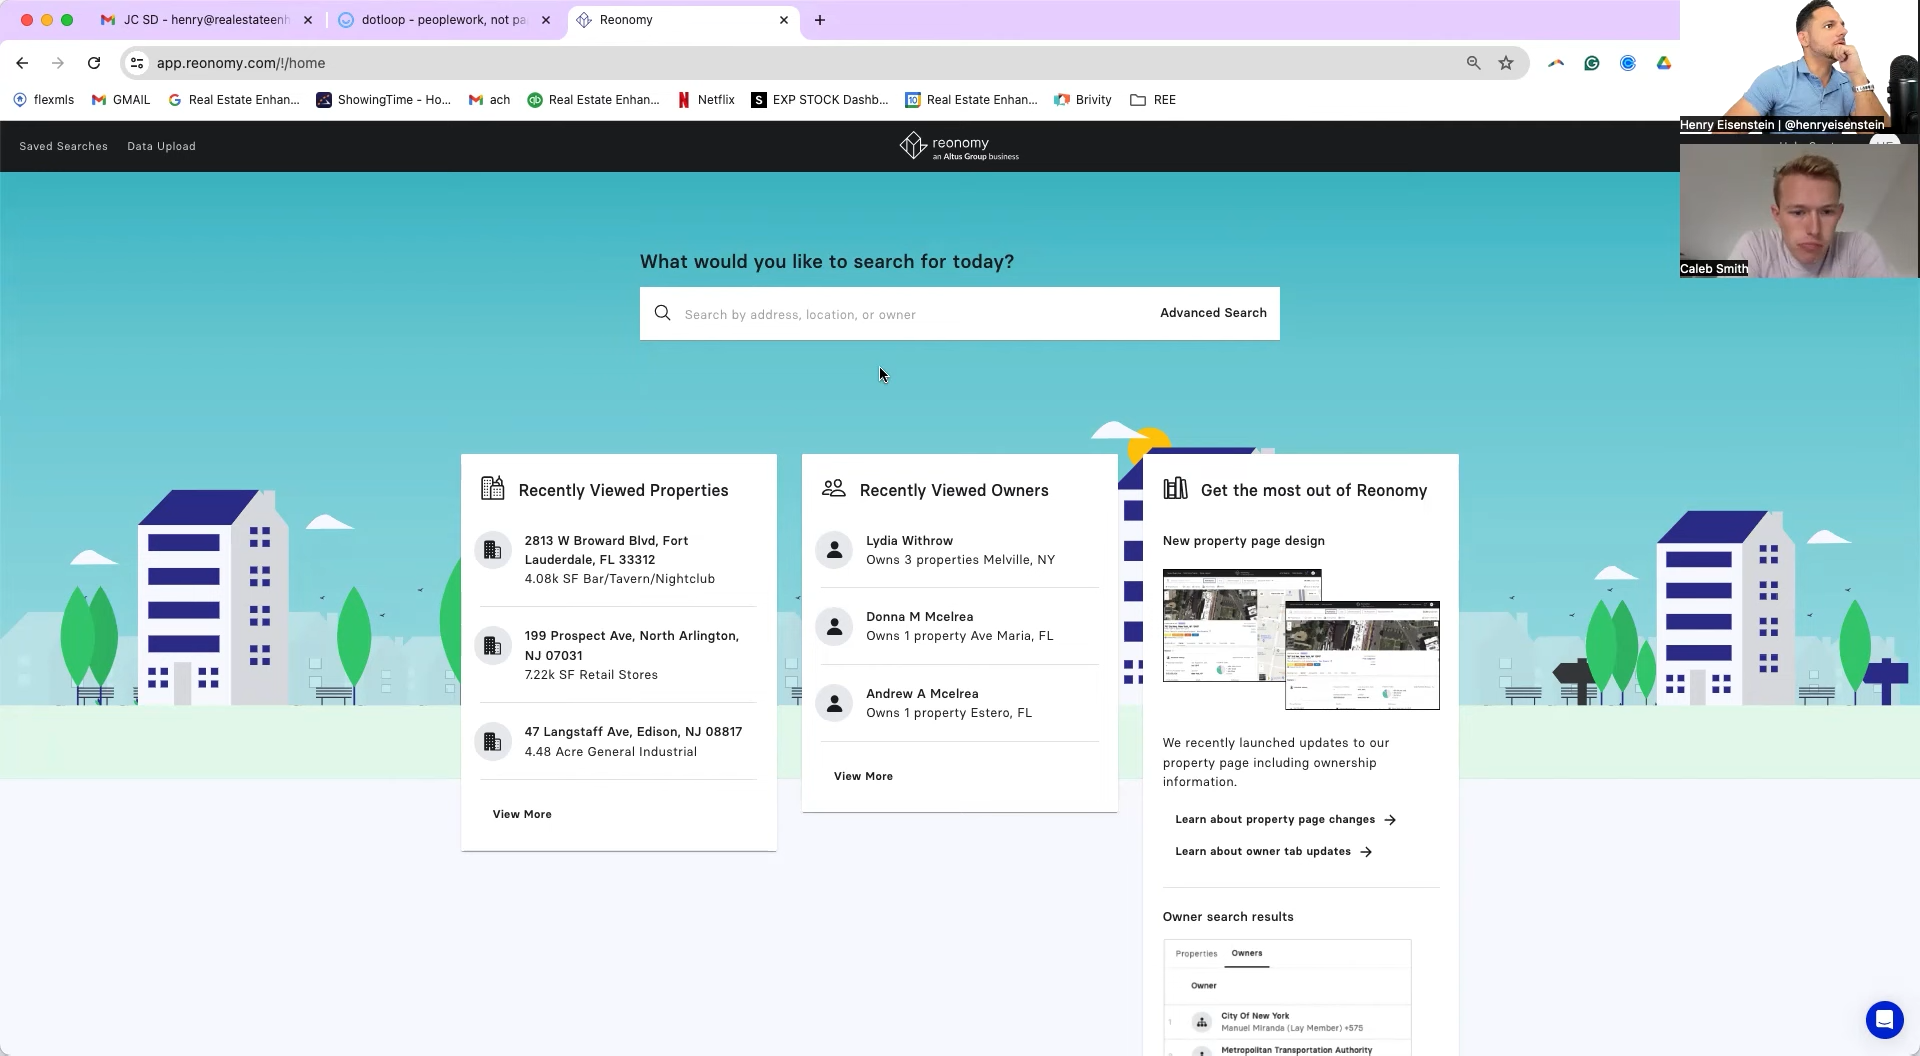 JC SD - henry@realestateenh
dotloop - peoplework, not pa
Reonomy
app.reonomy.com/!/home
flexmls
GMAIL
Real Estate Enhan...
ShowingTime - Ho...
ach
Real Estate Enhan...
Netflix
EXP STOCK Dashb...
Real Estate Enhan...
Brivity
REE
Henry Eisenstein | @henryeisenstein
Caleb Smith
Saved Searches
Data Upload
reonomy
an Altus Group business
What would you like to search for today?
Search by address, location, or owner
Advanced Search
Recently Viewed Properties
2813 W Broward Blvd, Fort
Lauderdale, FL 33312
4.08k SF Bar/Tavern/Nightclub
199 Prospect Ave, North Arlington,
NJ 07031
7.22k SF Retail Stores
47 Langstaff Ave, Edison, NJ 08817
4.48 Acre General Industrial
View More
Recently Viewed Owners
Lydia Withrow
Owns 3 properties Melville, NY
Donna M Mcelrea
Owns 1 property Ave Maria, FL
Andrew A Mcelrea
Owns 1 property Estero, FL
View More
Get the most out of Reonomy
New property page design
We recently launched updates to our
property page including ownership
information.
Learn about property page changes
Learn about owner tab updates
Owner search results
Properties
Owners
Owner
1
City Of New York
Manuel Miranda (Lay Member) +575
Metropolitan Transportation Authority